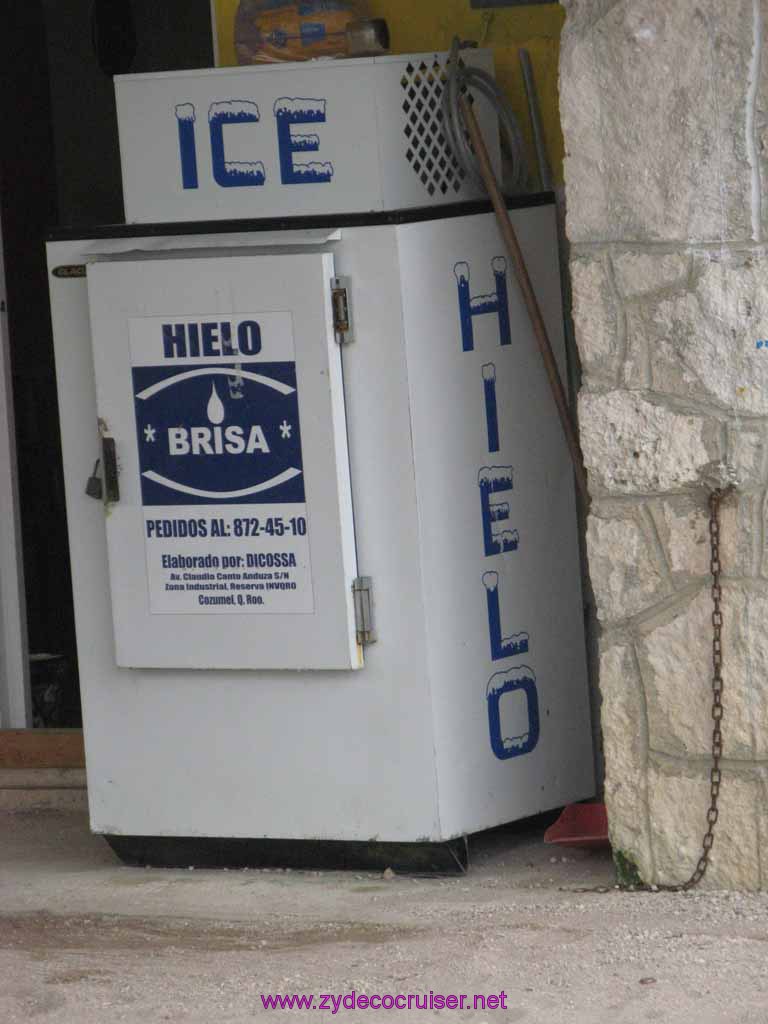 ICE
HIELO
HIELO
* BRISA *
PEDIDOS AL: 872-45-10
Elaborado por: DICOSSA
Av. Claudio Canto Anduze S/N
Zona Industrial, Reserva INVQRO
Cozumel, Q. Roo.
www.zydecocruiser.net